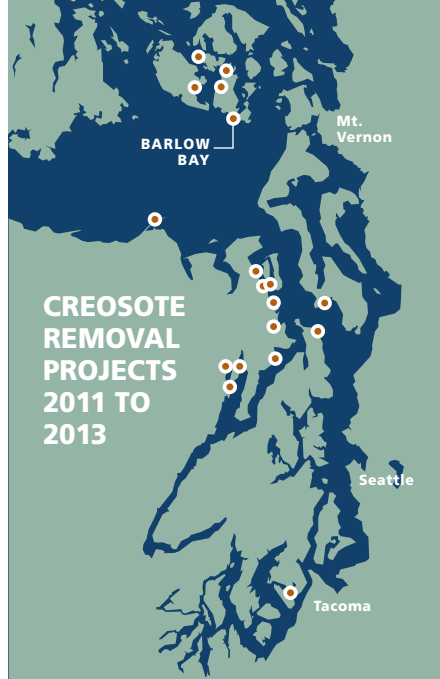 BARLOW
BAY
Mt.
Vernon
CREOSOTE
REMOVAL
PROJECTS
2011 TO
2013
Seattle
Tacoma